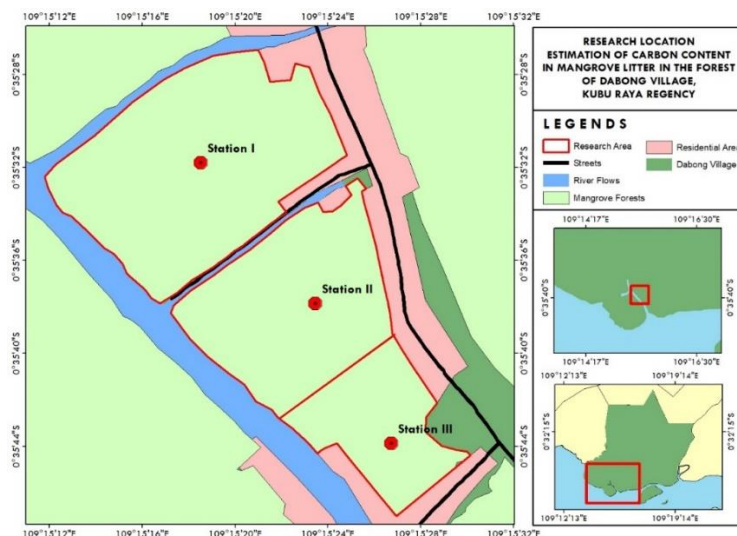 109°15'12"E 109°15'16"E 109°15'20"E 109°15'24"E 109°15'28"E 109°15'32"E
0°35'28"S
0°35'32"S
0°35'36"S
0°35'40"S
0°35'44"S
Station I
Station II
Station III
0°35'28"S
0°35'32"S
0°35'36"S
0°35'40"S
0°35'44"S
109°15'12"E 109°15'16"E 109°15'20"E 109°15'24"E 109°15'28"E 109°15'32"E
RESEARCH LOCATION
ESTIMATION OF CARBON CONTENT
IN MANGROVE LITTER IN THE FOREST
OF DABONG VILLAGE,
KUBU RAYA REGENCY
LEGENDS
Research Area Residential Area
Streets Dabong Village
River Flows
Mangrove Forests
109°14'17"E 109°16'30"E
0°35'40"S 0°35'40"S
109°14'17"E 109°16'30"E
109°12'13"E 109°19'14"E
0°32'15"S 0°32'15"S
109°12'13"E 109°19'14"E